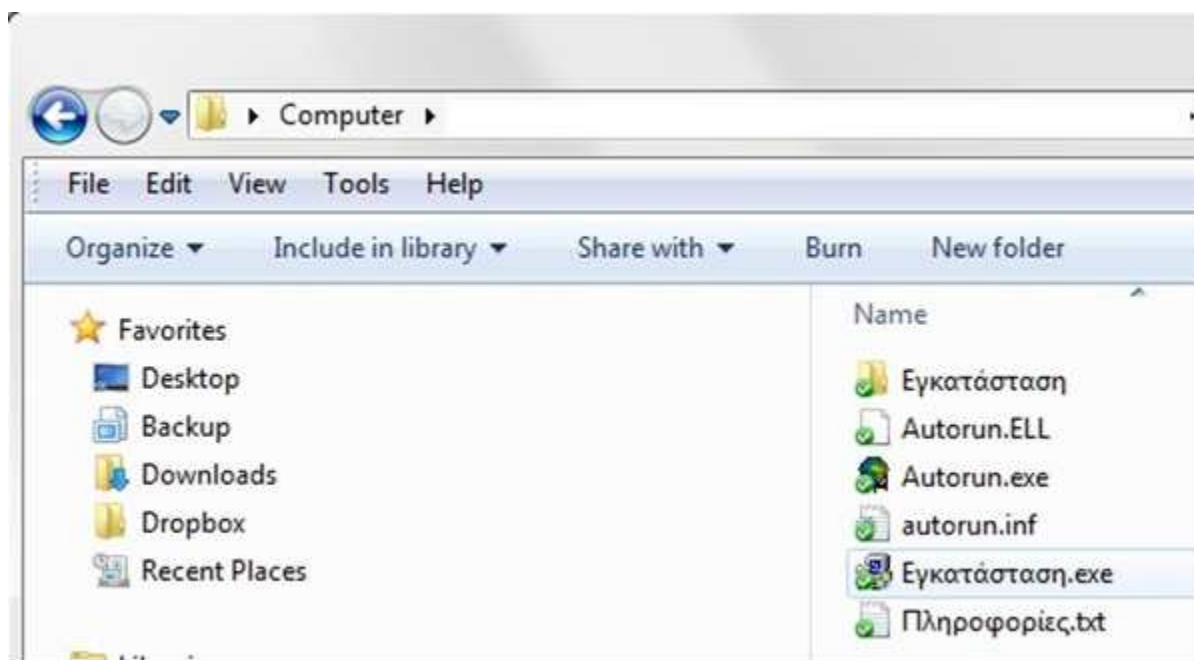 Computer
File Edit View Tools Help
Organize Include in library Share with Burn New folder
Favorites
Desktop
Backup
Downloads
Dropbox
Recent Places
Name
Εγκατάσταση
Autorun.ELL
Autorun.exe
autorun.inf
Εγκατάσταση.exe
Πληροφορίες.txt